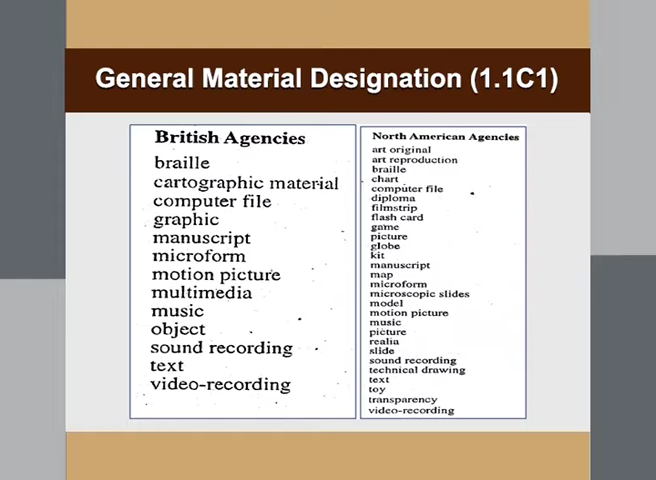 General Material Designation (1.1C1)
British Agencies
braille
cartographic material
computer file
graphic
manuscript
microform
motion picture
multimedia
music
object
sound recording
text
video-recording
North American Agencies
art original
art reproduction
braille
chart
computer file
diploma
filmstrip
flash card
game
picture
globe
kit
manuscript
map
microform
microscopic slides
model
motion picture
music
picture
realia
slide
sound recording
technical drawing
text
toy
transparency
video-recording